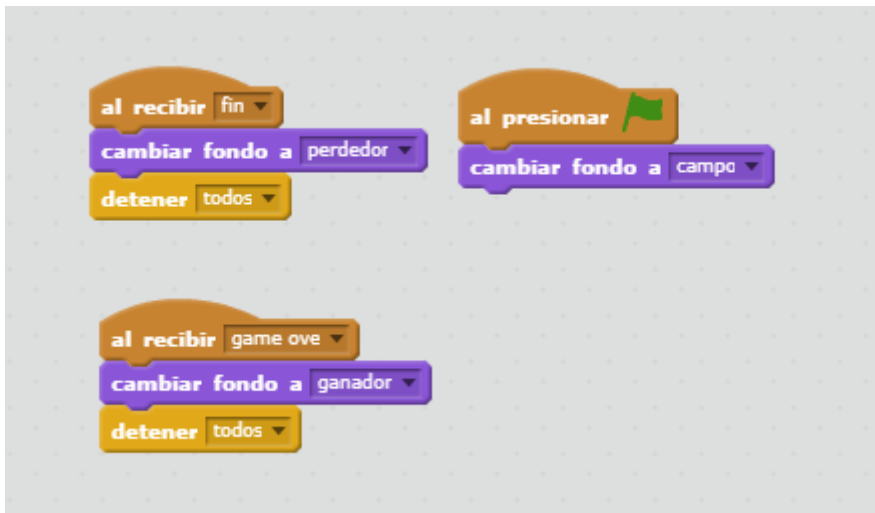 al recibir fin
cambiar fondo a perdedor
detener todos
al presionar
cambiar fondo a campo
al recibir game ove
cambiar fondo a ganador
detener todos